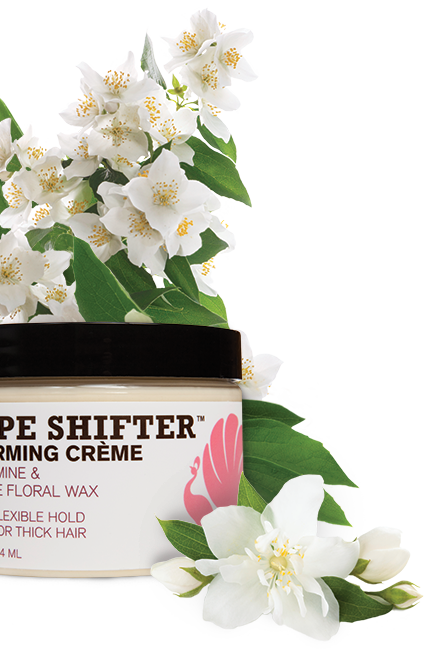 PE SHIFTER™
RMING CRÈME
MINE &
E FLORAL WAX
LEXIBLE HOLD
OR THICK HAIR
4 ML